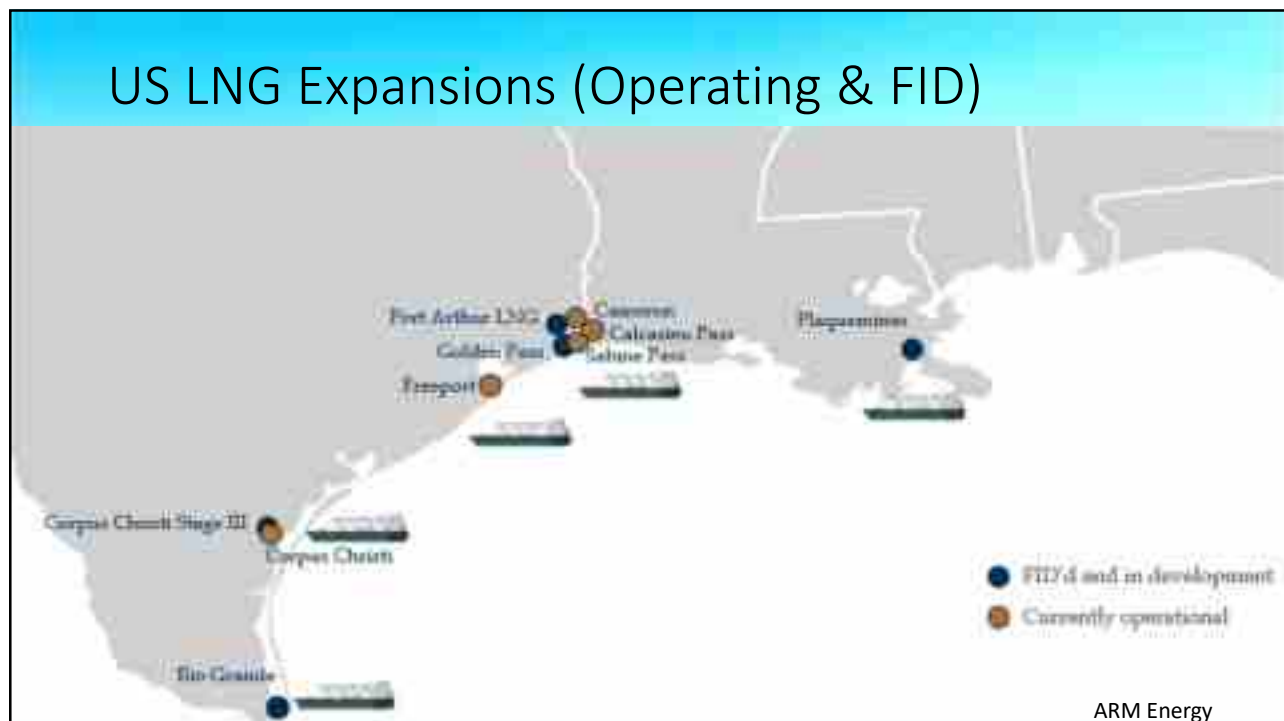 US LNG Expansions (Operating & FID)
Port Arthur LNG
Cameron
Calcasieu Pass
Golden Pass
Sabine Pass
Plaquemines
Freeport
Corpus Christi Stage III
Corpus Christi
FID'd and in development
Currently operational
Rio Grande
ARM Energy